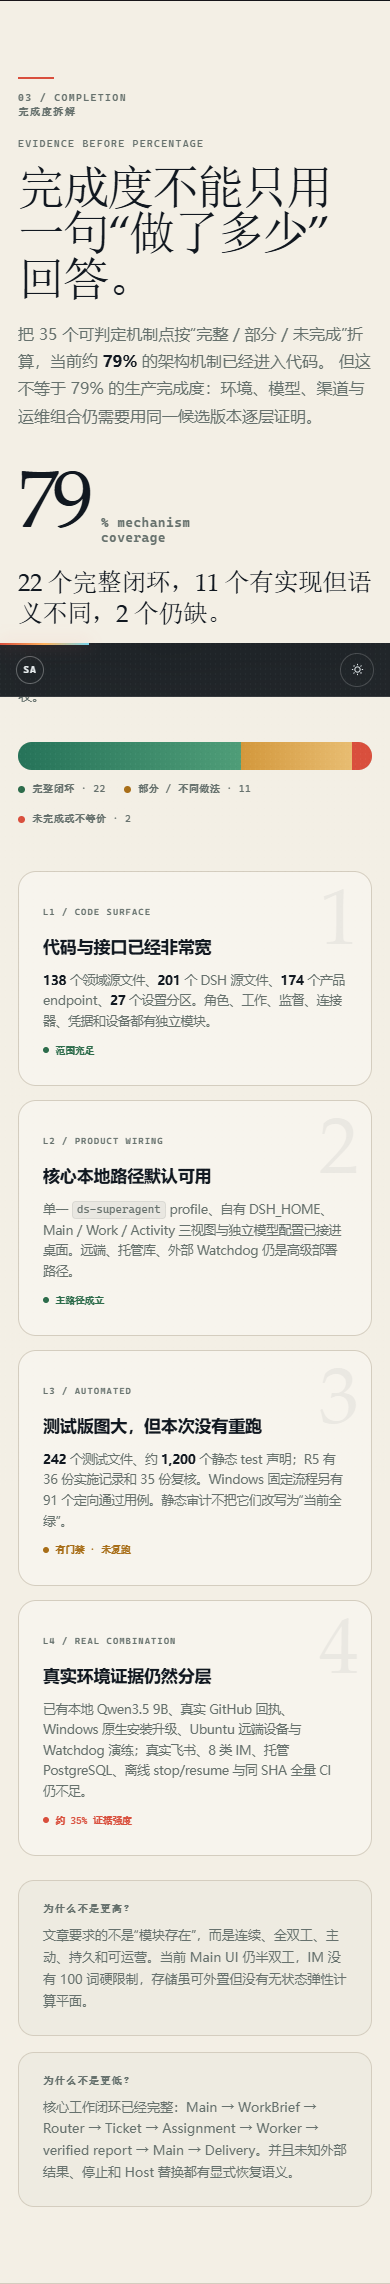 03 / COMPLETION
完成度拆解
EVIDENCE BEFORE PERCENTAGE
完成度不能只用
一句“做了多少”
回答。
把 35 个可判定机制点按“完整 / 部分 / 未完成”折
算，当前约 79% 的架构机制已经进入代码。 但这
不等于 79% 的生产完成度：环境、模型、渠道与
运维组合仍需要用同一候选版本逐层证明。
79 % mechanism
coverage
22 个完整闭环，11 个有实现但语
义不同，2 个仍缺。
SA
完整闭环 · 22 部分 / 不同做法 · 11
未完成或不等价 · 2
1
L1 / CODE SURFACE
代码与接口已经非常宽
138 个领域源文件、201 个 DSH 源文件、174 个产品
endpoint、27 个设置分区。角色、工作、监督、连接
器、凭据和设备都有独立模块。
范围充足
2
L2 / PRODUCT WIRING
核心本地路径默认可用
单一 ds-superagent profile、自有 DSH_HOME、
Main / Work / Activity 三视图与独立模型配置已接进
桌面。远端、托管库、外部 Watchdog 仍是高级部署
路径。
主路径成立
3
L3 / AUTOMATED
测试版图大，但本次没有重跑
242 个测试文件、约 1,200 个静态 test 声明；R5 有
36 份实施记录和 35 份复核。Windows 固定流程另有
91 个定向通过用例。静态审计不把它们改写为“当前全
绿”。
有门禁 · 未复跑
4
L4 / REAL COMBINATION
真实环境证据仍然分层
已有本地 Qwen3.5 9B、真实 GitHub 回执、
Windows 原生安装升级、Ubuntu 远端设备与
Watchdog 演练；真实飞书、8 类 IM、托管
PostgreSQL、离线 stop/resume 与同 SHA 全量 CI
仍不足。
约 35% 证据强度
为什么不是更高？
文章要求的不是“模块存在”，而是连续、全双工、主
动、持久和可运营。当前 Main UI 仍半双工，IM 没
有 100 词硬限制，存储虽可外置但没有无状态弹性计
算平面。
为什么不是更低？
核心工作闭环已经完整：Main → WorkBrief →
Router → Ticket → Assignment → Worker →
verified report → Main → Delivery。并且未知外部
结果、停止和 Host 替换都有显式恢复语义。